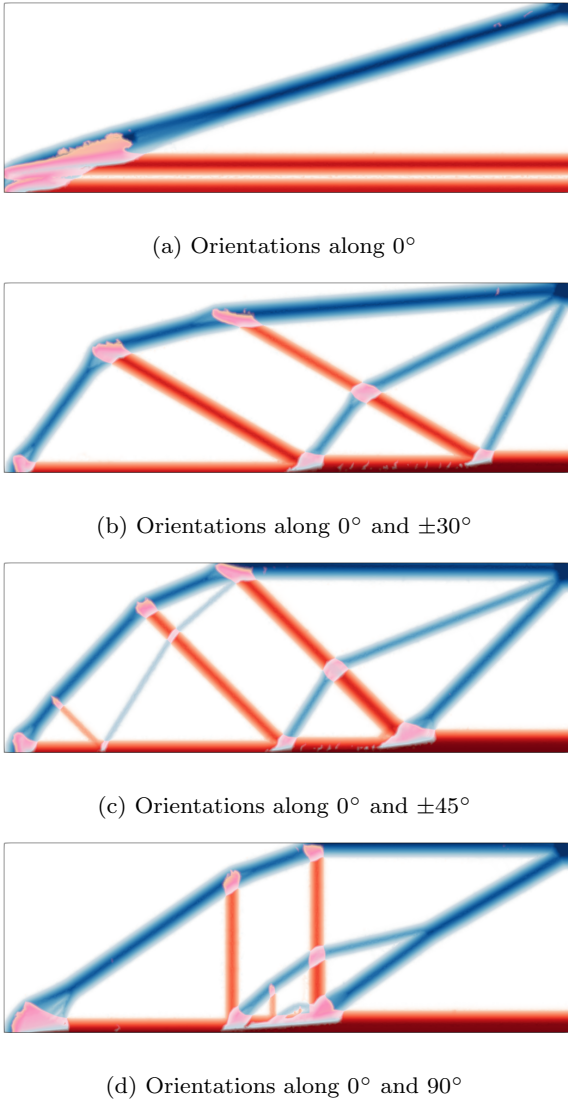 (a) Orientations along 0°
(b) Orientations along 0° and ±30°
(c) Orientations along 0° and ±45°
(d) Orientations along 0° and 90°